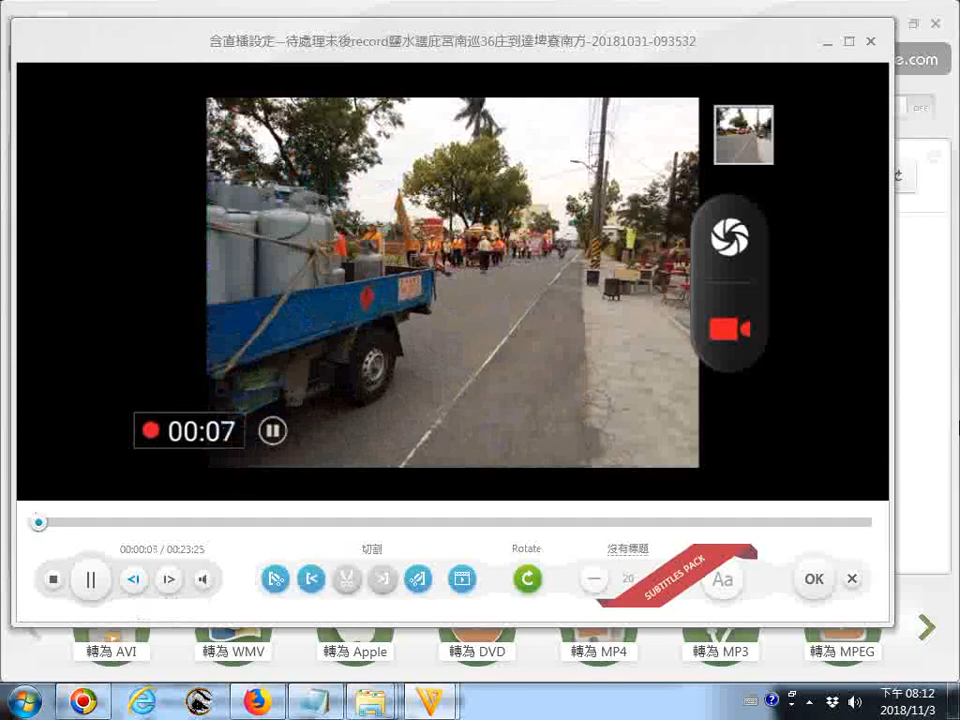 含直播設定--待處理末後record鹽水護庇宮南巡36庄到達埤寮南方-20181031-093532
e.com
OFF
00:07
00:00:03 / 00:23:25
切割
Rotate
沒有標題
20
SUBTITLES PACK
Aa
OK
轉為 AVI
轉為 WMV
轉為 Apple
轉為 DVD
轉為 MP4
轉為 MP3
轉為 MPEG
下午 08:12
2018/11/3